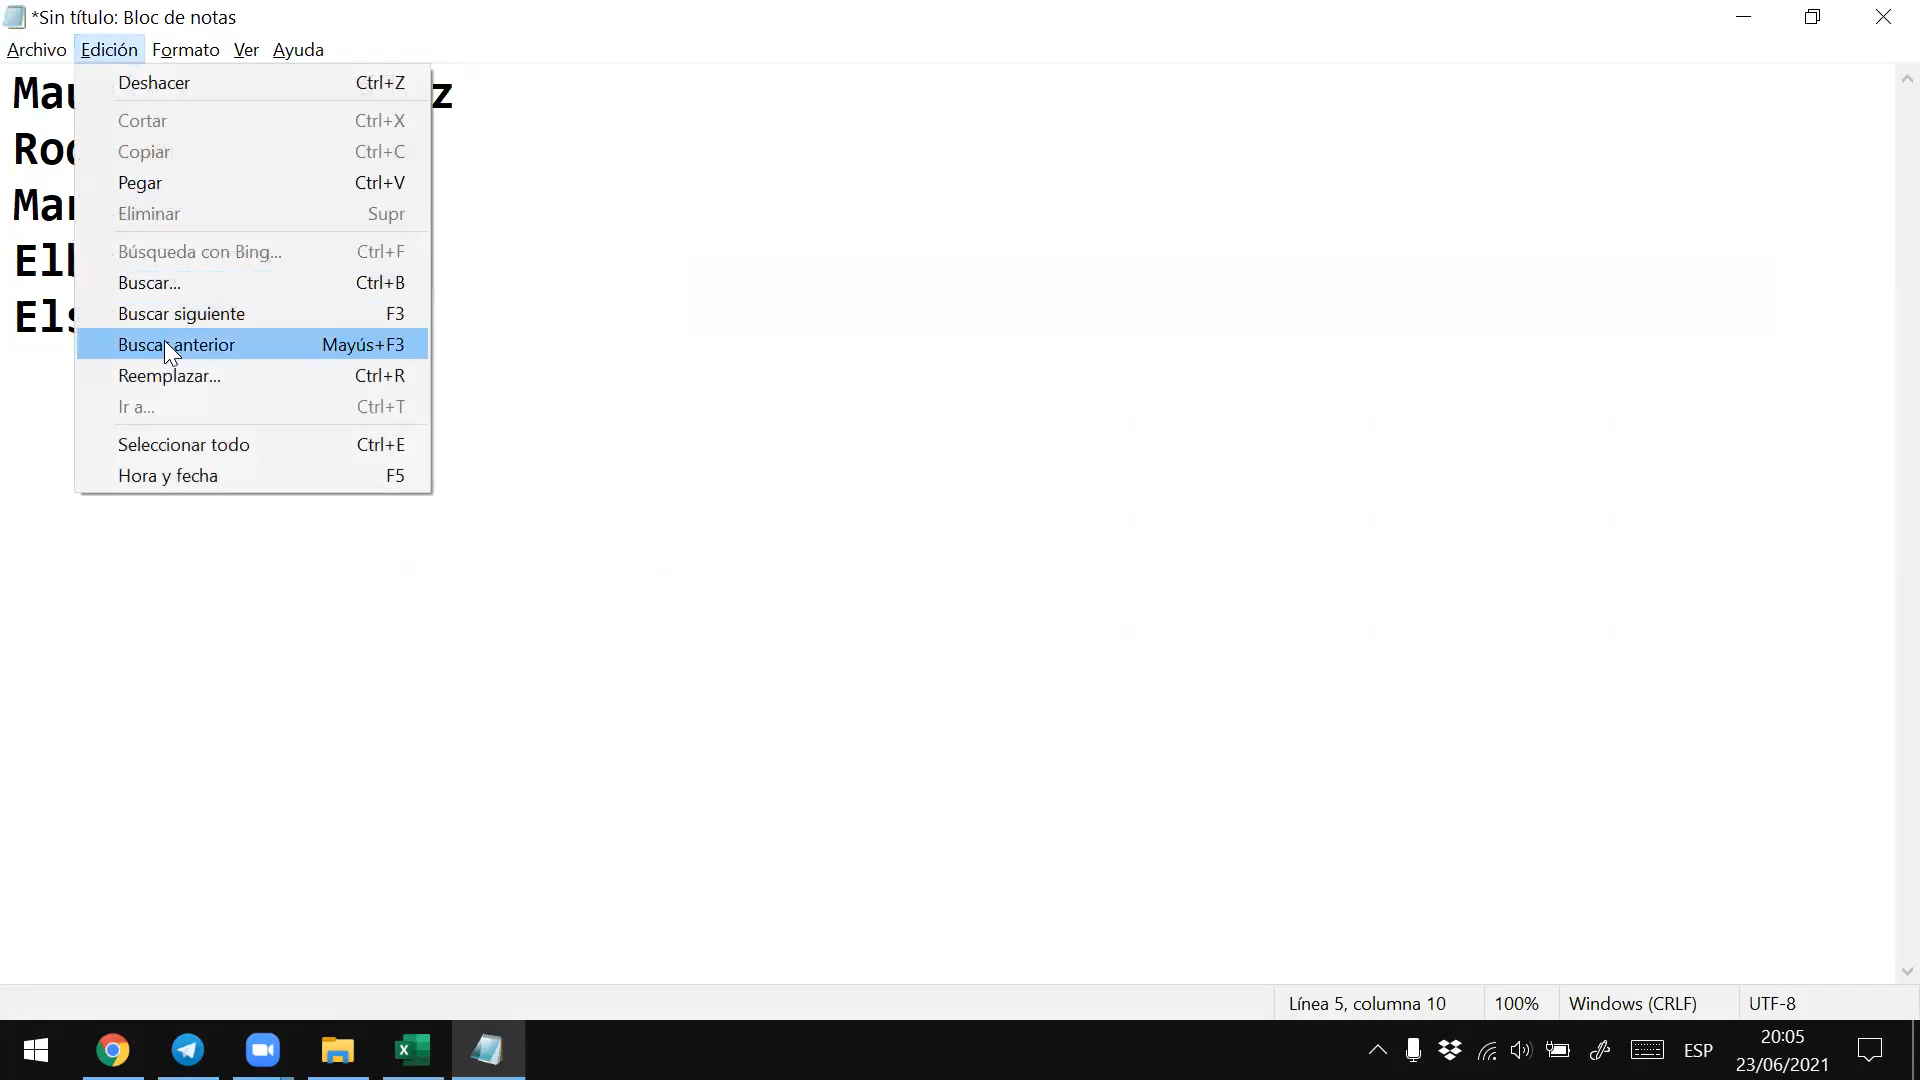 *Sin título: Bloc de notas
Archivo Edición Formato Ver Ayuda
Deshacer Ctrl+Z
Cortar Ctrl+X
Copiar Ctrl+C
Pegar Ctrl+V
Eliminar Supr
Búsqueda con Bing... Ctrl+F
Buscar... Ctrl+B
Buscar siguiente F3
Buscar anterior Mayús+F3
Reemplazar... Ctrl+R
Ir a... Ctrl+T
Seleccionar todo Ctrl+E
Hora y fecha F5
Línea 5, columna 10 100% Windows (CRLF) UTF-8
ESP
20:05
23/06/2021